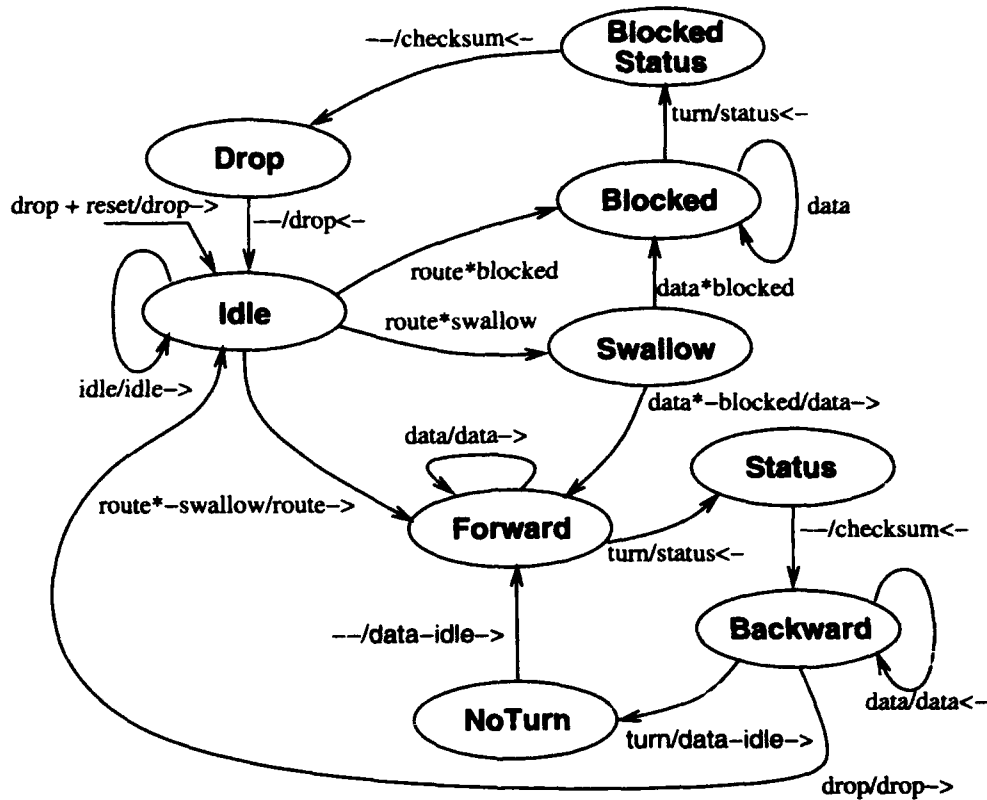 Blocked
Status
––/checksum<–
turn/status<–
Drop
Blocked
data
drop + reset/drop–>
––/drop<–
route*blocked
data*blocked
Idle
route*swallow
Swallow
idle/idle–>
data*–blocked/data–>
data/data–>
Status
route*–swallow/route–>
Forward
turn/status<–
––/checksum<–
––/data–idle–>
Backward
data/data<–
NoTurn
turn/data–idle–>
drop/drop–>